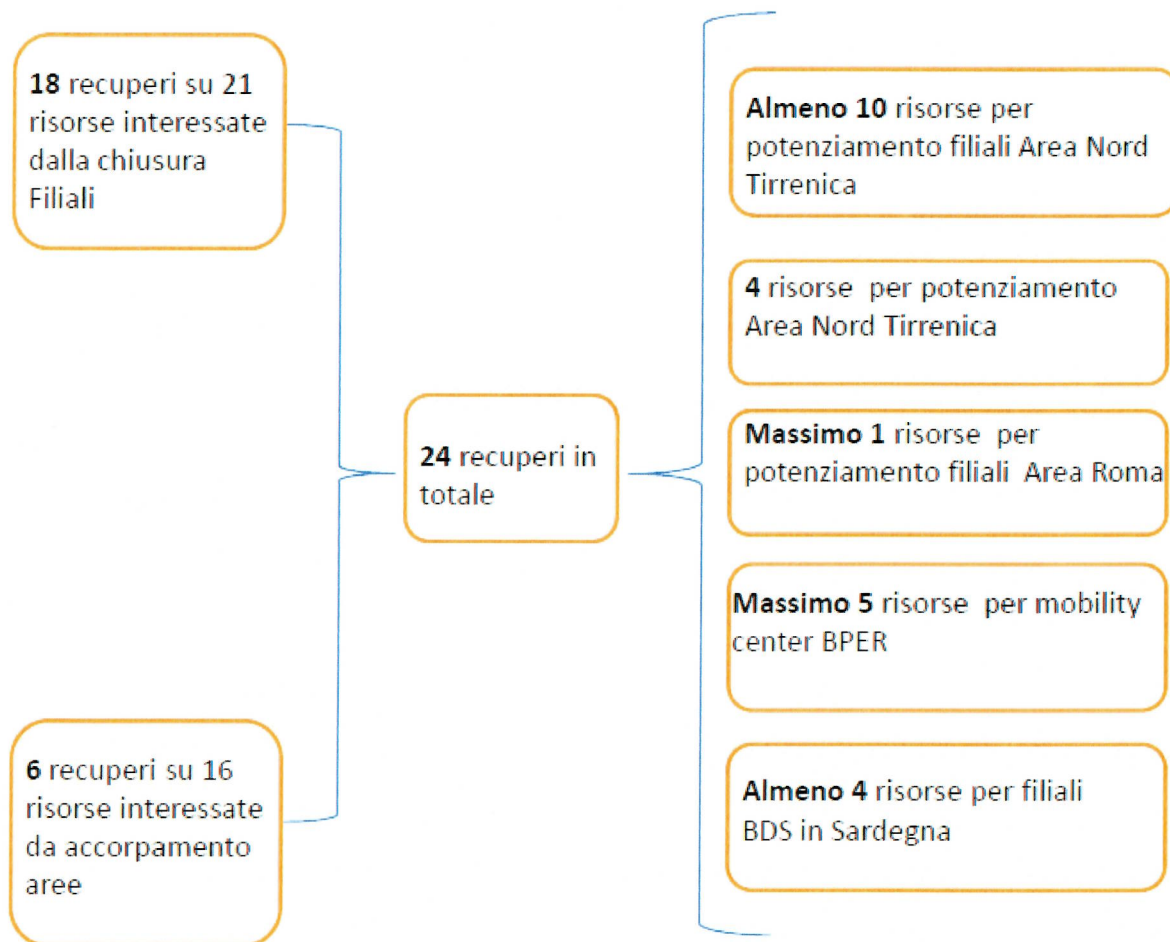 18 recuperi su 21
risorse interessate
dalla chiusura
Filiali
6 recuperi su 16
risorse interessate
da accorpamento
aree
24 recuperi in
totale
Almeno 10 risorse per
potenziamento filiali Area Nord
Tirrenica
4 risorse per potenziamento
Area Nord Tirrenica
Massimo 1 risorse per
potenziamento filiali Area Roma
Massimo 5 risorse per mobility
center BPER
Almeno 4 risorse per filiali
BDS in Sardegna